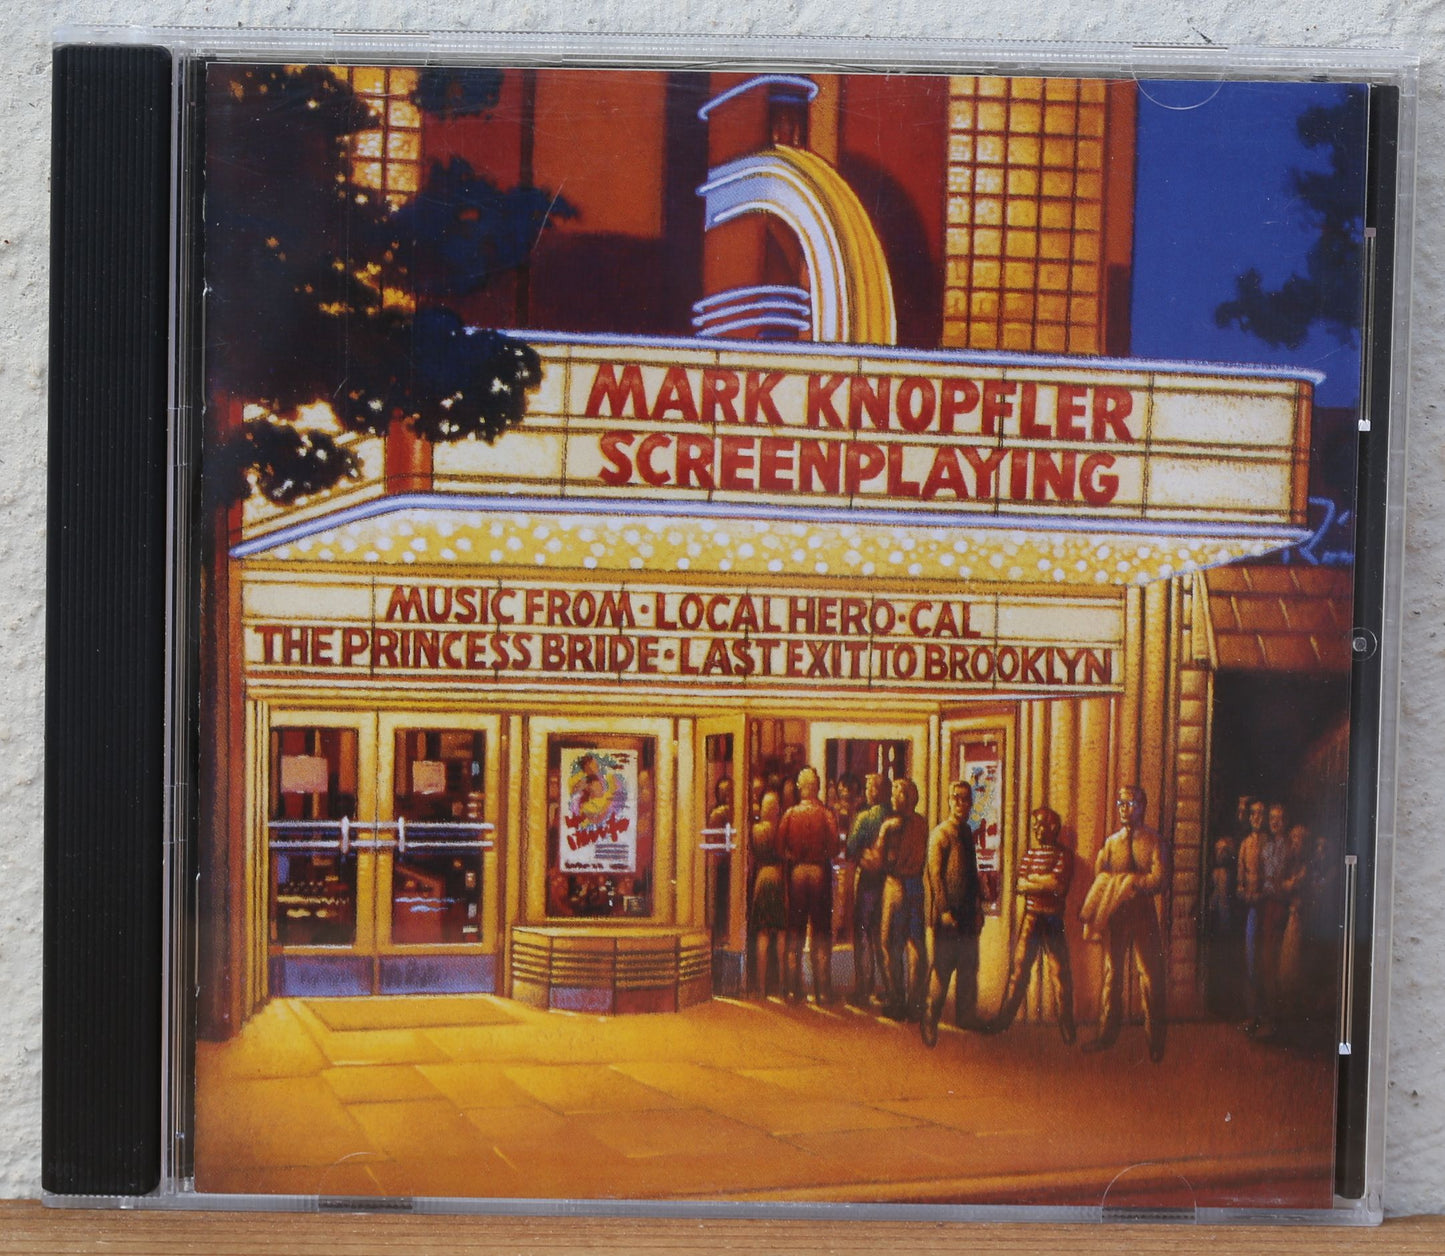 MARK KNOPFLER
SCREENPLAYING
MUSIC FROM · LOCAL HERO · CAL
THE PRINCESS BRIDE · LAST EXIT TO BROOKLYN